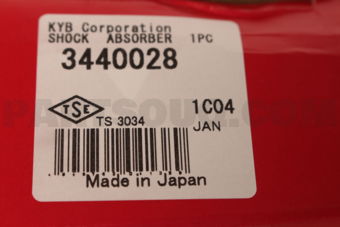 KYB Corporation
SHOCK ABSORBER 1PC
3440028
TSE
TS 3034
1C04
JAN
Made in Japan